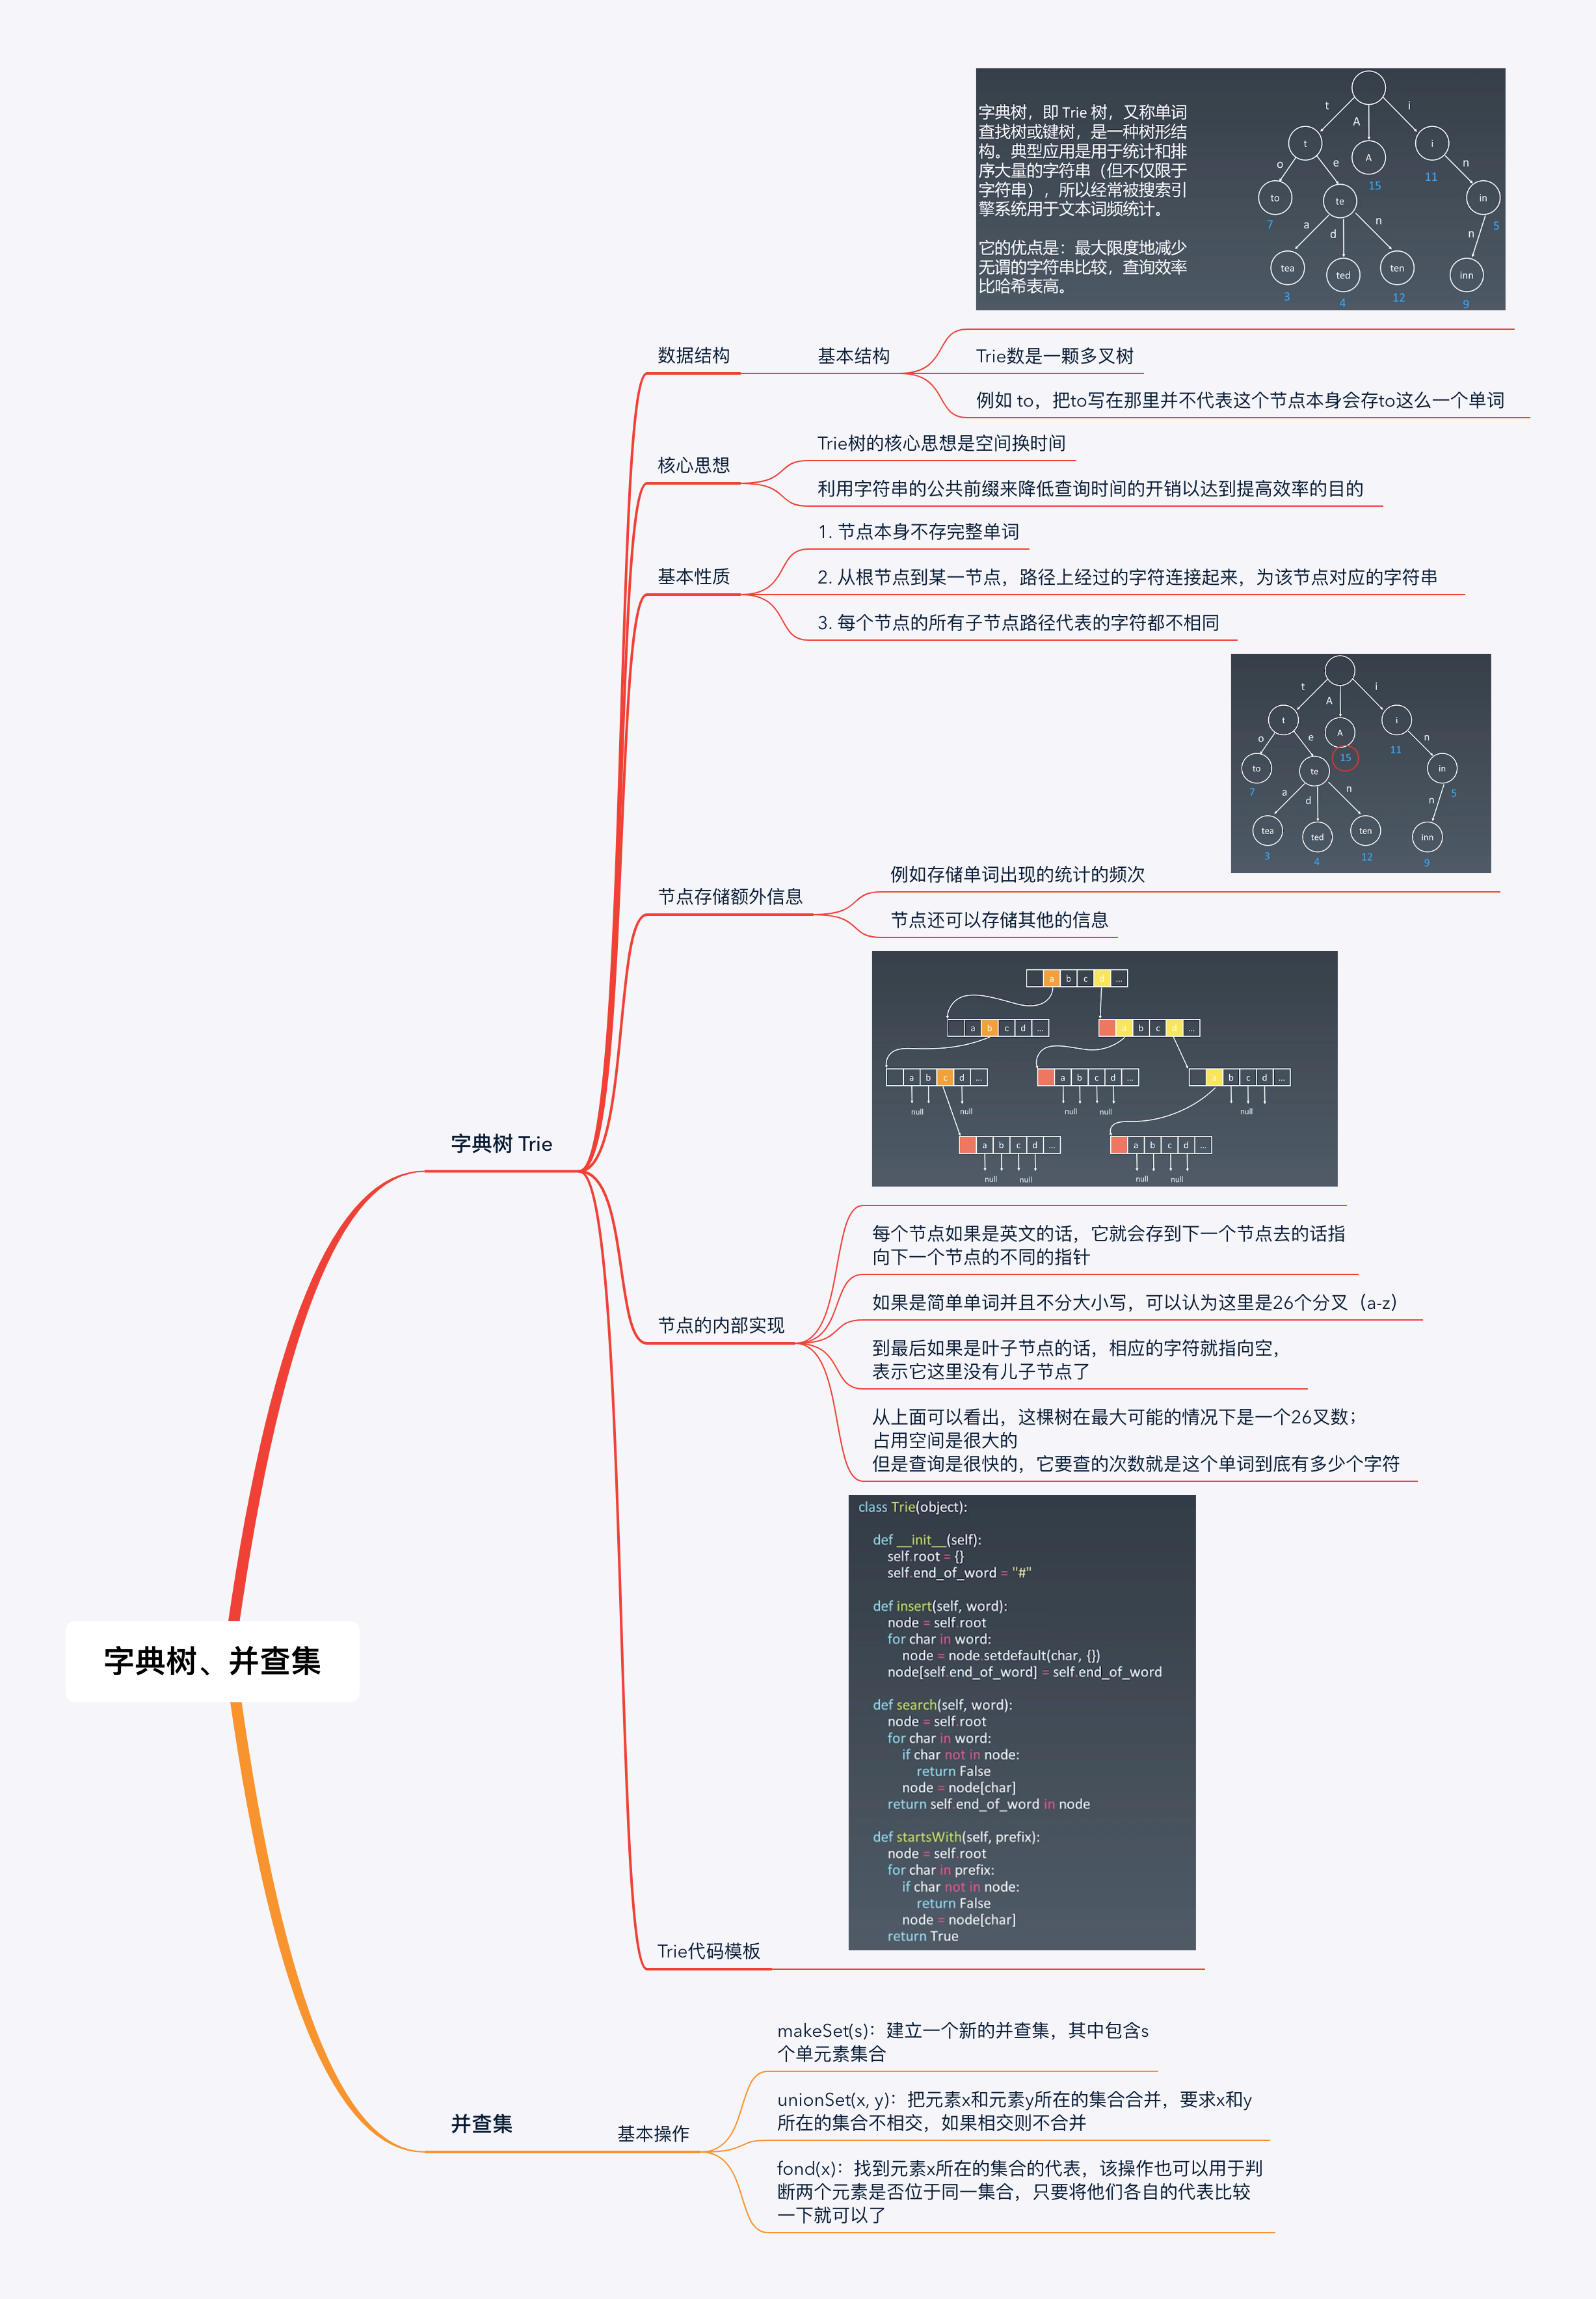 字典树、并查集
字典树 Trie
数据结构
基本结构
字典树，即 Trie 树，又称单词
查找树或键树，是一种树形结
构。典型应用是用于统计和排
序大量的字符串（但不仅限于
字符串），所以经常被搜索引
擎系统用于文本词频统计。
它的优点是：最大限度地减少
无谓的字符串比较，查询效率
比哈希表高。
t
A
i
t
A
i
o
e
15
11
n
to
te
in
7
5
a
d
n
n
tea
ted
ten
inn
3
4
12
9
Trie数是一颗多叉树
例如 to，把to写在那里并不代表这个节点本身会存to这么一个单词
核心思想
Trie树的核心思想是空间换时间
利用字符串的公共前缀来降低查询时间的开销以达到提高效率的目的
基本性质
1. 节点本身不存完整单词
2. 从根节点到某一节点，路径上经过的字符连接起来，为该节点对应的字符串
3. 每个节点的所有子节点路径代表的字符都不相同
节点存储额外信息
例如存储单词出现的统计的频次
t
A
i
t
A
i
o
e
15
11
n
to
te
in
7
5
a
d
n
n
tea
ted
ten
inn
3
4
12
9
节点还可以存储其他的信息
节点的内部实现
a b c d ...
a b c d ...
a b c d ...
a b c d ...
a b c d ...
a b c d ...
null null
null null
null
a b c d ...
a b c d ...
null null
null null
每个节点如果是英文的话，它就会存到下一个节点去的话指
向下一个节点的不同的指针
如果是简单单词并且不分大小写，可以认为这里是26个分叉（a-z）
到最后如果是叶子节点的话，相应的字符就指向空，
表示它这里没有儿子节点了
从上面可以看出，这棵树在最大可能的情况下是一个26叉数；
占用空间是很大的
但是查询是很快的，它要查的次数就是这个单词到底有多少个字符
Trie代码模板
class Trie(object):
def __init__(self):
self.root = {}
self.end_of_word = "#"
def insert(self, word):
node = self.root
for char in word:
node = node.setdefault(char, {})
node[self.end_of_word] = self.end_of_word
def search(self, word):
node = self.root
for char in word:
if char not in node:
return False
node = node[char]
return self.end_of_word in node
def startsWith(self, prefix):
node = self.root
for char in prefix:
if char not in node:
return False
node = node[char]
return True
并查集
基本操作
makeSet(s)：建立一个新的并查集，其中包含s
个单元素集合
unionSet(x, y)：把元素x和元素y所在的集合合并，要求x和y
所在的集合不相交，如果相交则不合并
fond(x)：找到元素x所在的集合的代表，该操作也可以用于判
断两个元素是否位于同一集合，只要将他们各自的代表比较
一下就可以了